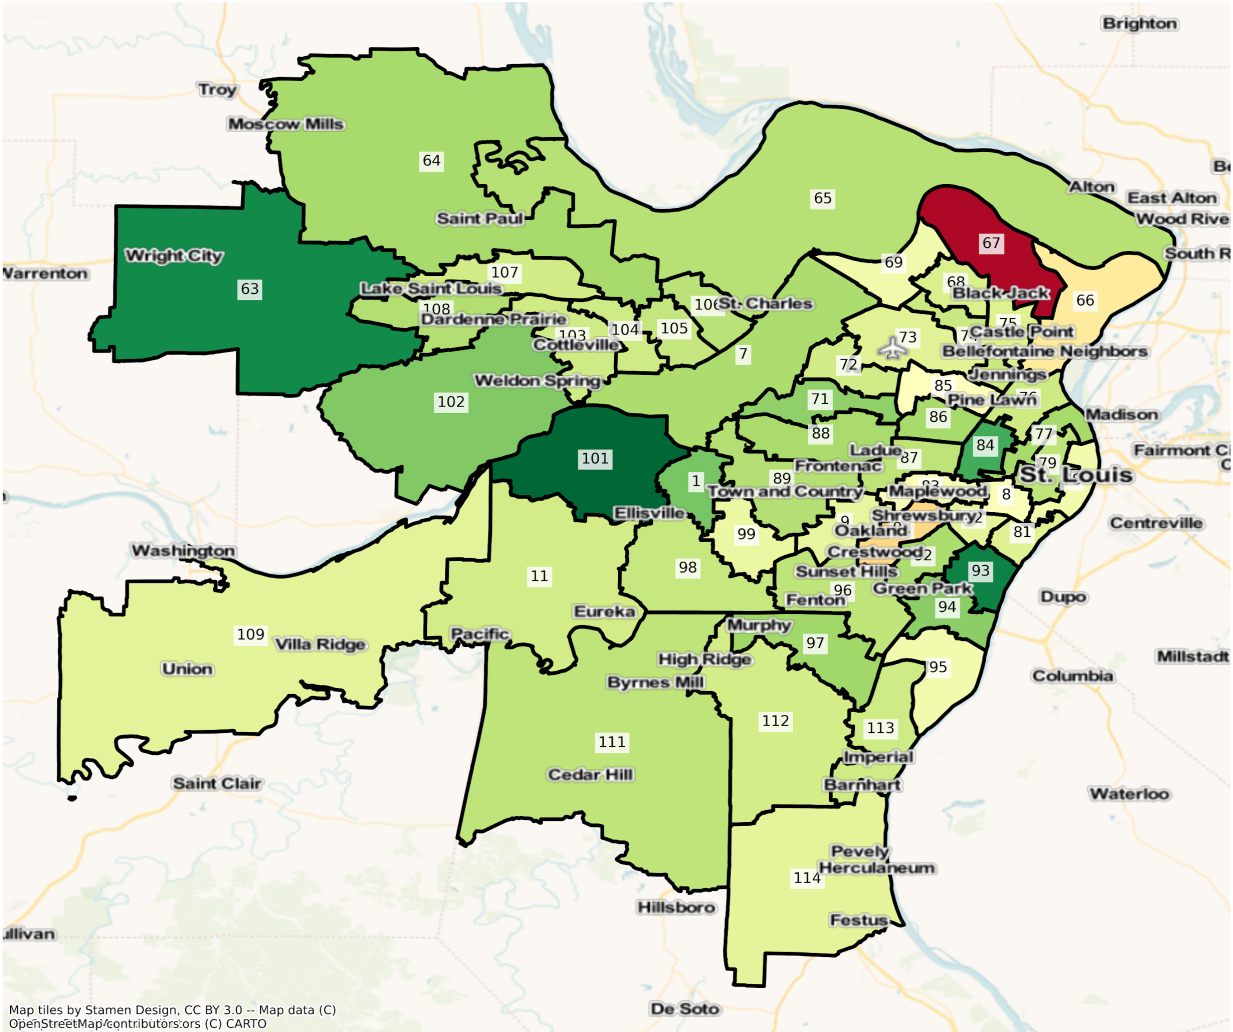 Brighton
Troy
Moscow Mills
64
Alton
East Alton
Wood Rive
65
Saint Paul
67
South R
Wright City
69
Warrenton
107
68
63
Lake Saint Louis
Black Jack
66
108
106
St. Charles
Dardenne Prairie
104
105
75
103
Castle Point
Cottleville
73
Bellefontaine Neighbors
7
72
Jennings
Weldon Spring
85
71
Pine Lawn
76
102
86
Madison
88
77
84
Ladue
87
Fairmont Ci
101
Frontenac
79
St. Louis
1
89
83
Town and Country
Maplewood
8
Ellisville
Shrewsbury
Centreville
99
9
Oakland
81
Washington
Crestwood
92
98
Sunset Hills
93
11
96
Green Park
Dupo
Fenton
94
Eureka
Murphy
109
Pacific
Villa Ridge
97
Millstadt
High Ridge
95
Union
Byrnes Mill
Columbia
112
113
111
Imperial
Cedar Hill
Saint Clair
Barnhart
Waterloo
Pevely
Herculaneum
114
Hillsboro
Festus
ullivan
De Soto
Map tiles by Stamen Design, CC BY 3.0 -- Map data (C)
OpenStreetMap contributors (C) CARTO